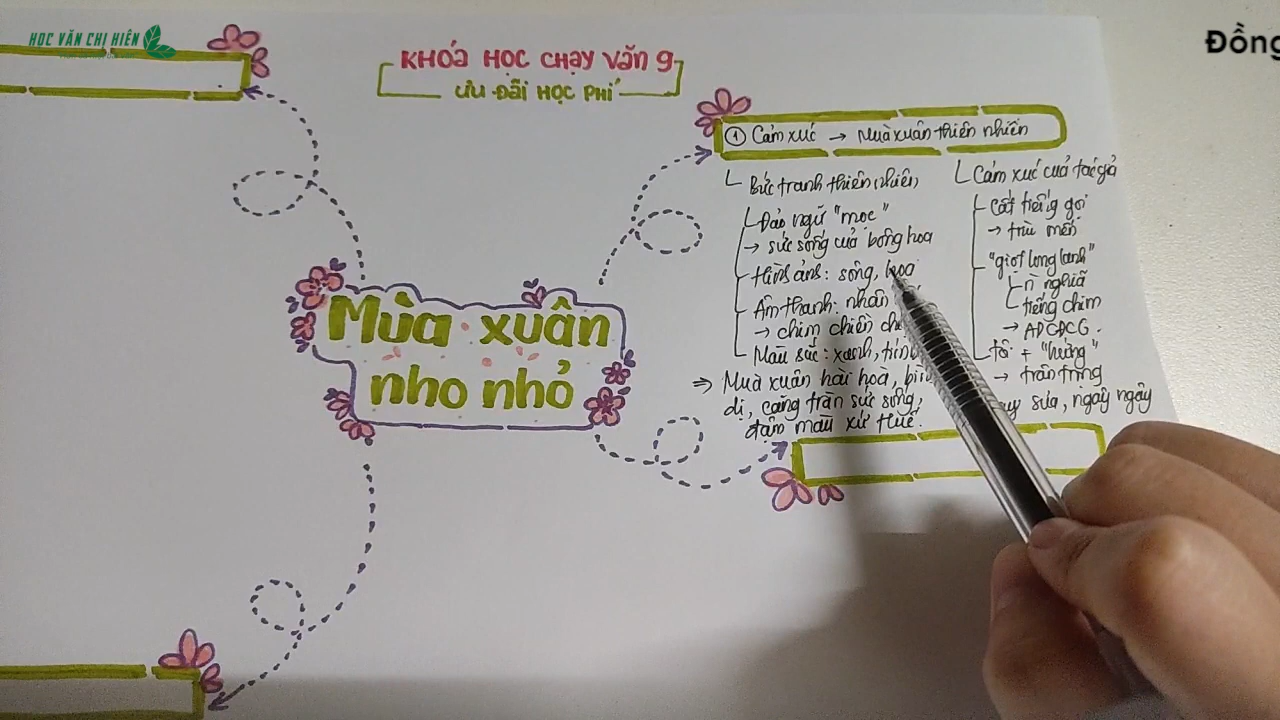 HỌC VĂN CHỊ HIÊN
Đồng
KHÓA HỌC CHẠY VĂN 9
ƯU ĐÃI HỌC PHÍ
Mùa xuân
nho nhỏ
① Cảm xúc → Mùa xuân thiên nhiên
Bức tranh thiên nhiên
Đảo ngữ "mọc"
→ sức sống của bông hoa
Hình ảnh: sông, hoa
Âm thanh:
→ chim chiền
Màu sắc: xanh, tím
⇒ Mùa xuân hài hoà,
dị, căng tràn sức sống,
đậm màu xứ Huế.
Cảm xúc của tác giả
Cất tiếng gọi
→ trìu mến
"giọt long lanh"
nghĩa
tiếng chim
→ ADCĐCG.
tôi + "hứng"
→ trân trọng
say sưa, ngây ngất